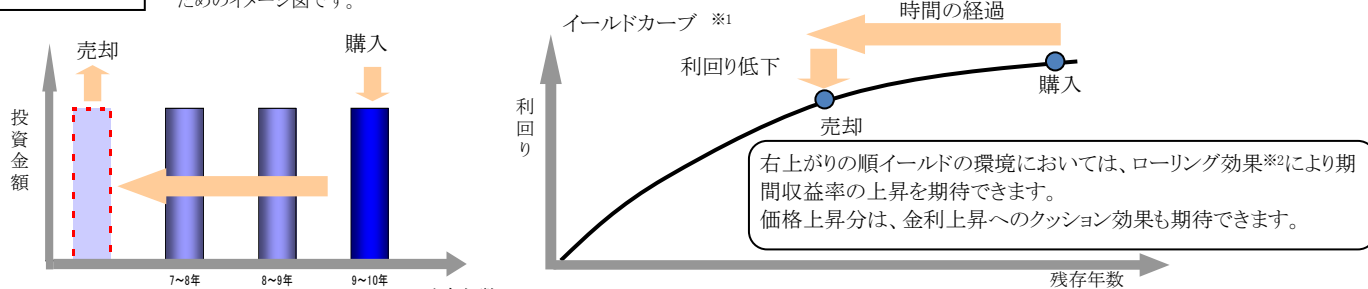 ためのイメージ図です。
売却
購入
投資金額
7~8年
8~9年
9~10年
イールドカーブ ※1
時間の経過
利回り低下
購入
売却
利回り
右上がりの順イールドの環境においては、ローリング効果※2により期
間収益率の上昇を期待できます。
価格上昇分は、金利上昇へのクッション効果も期待できます。
残存年数